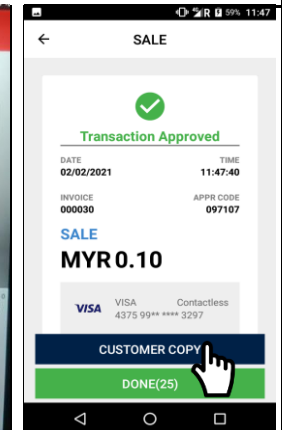 R 59% 11:47
SALE
Transaction Approved
DATE TIME
02/02/2021 11:47:40
INVOICE APPR CODE
000030 097107
SALE
MYR 0.10
VISA VISA Contactless
4375 99** **** 3297
CUSTOMER COPY
DONE(25)